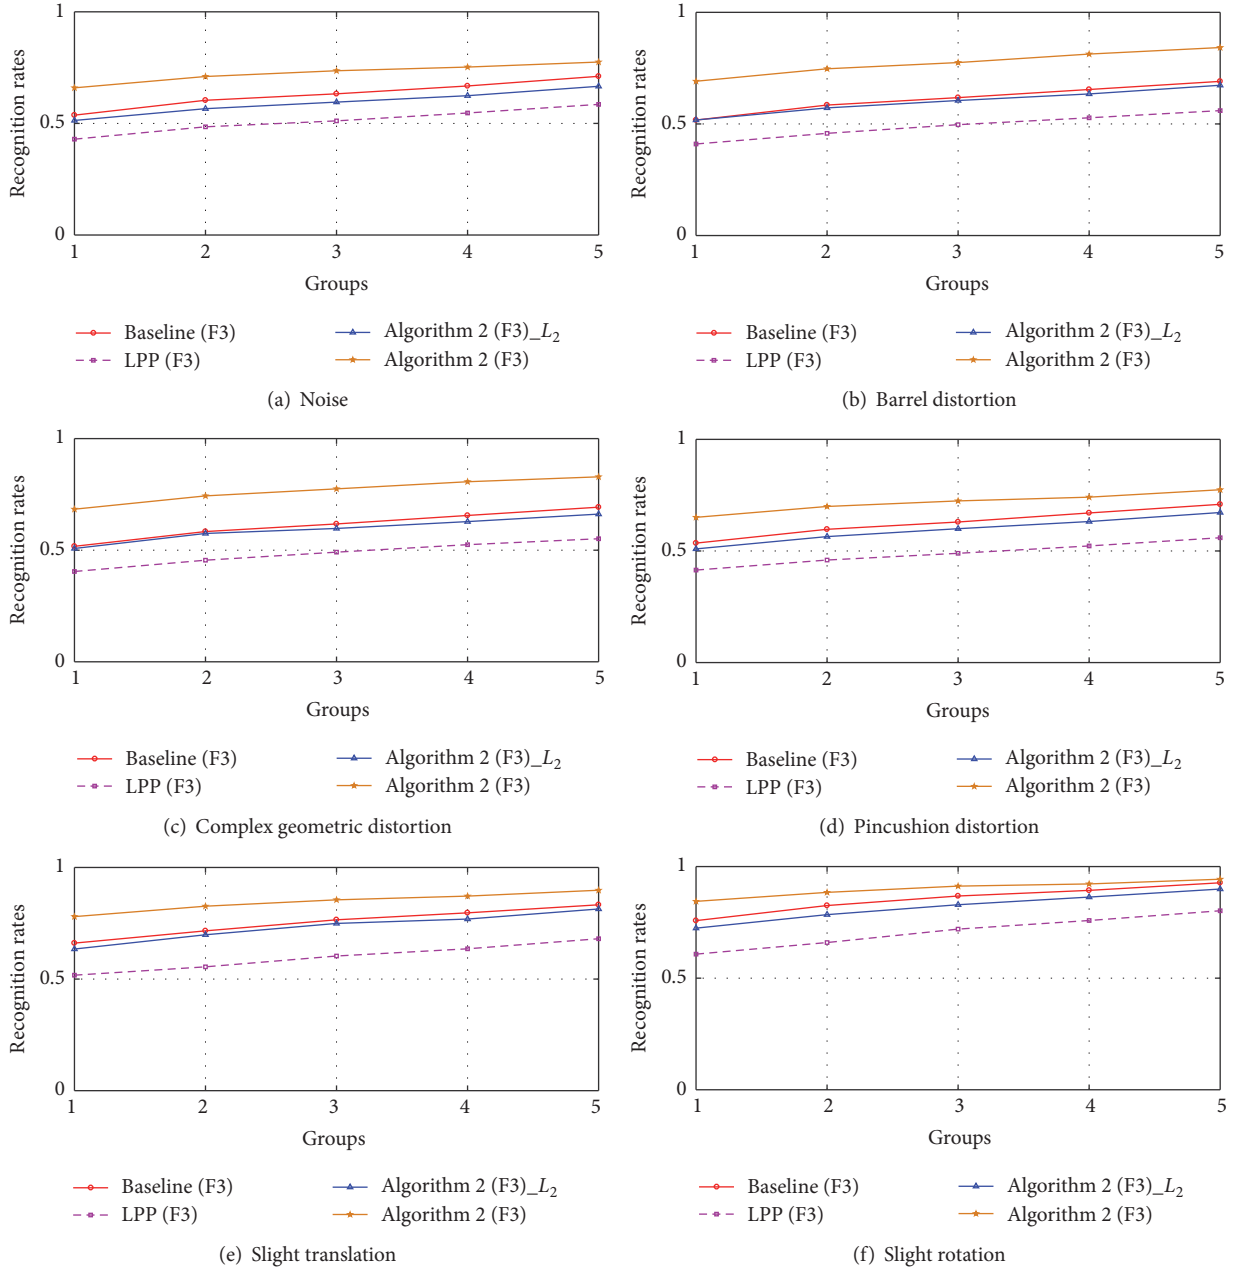 1
0.5
0
Recognition rates
1 2 3 4 5
Groups
Baseline (F3) Algorithm 2 (F3)_L₂
LPP (F3) Algorithm 2 (F3)
(a) Noise
1
0.5
0
Recognition rates
1 2 3 4 5
Groups
Baseline (F3) Algorithm 2 (F3)_L₂
LPP (F3) Algorithm 2 (F3)
(b) Barrel distortion
1
0.5
0
Recognition rates
1 2 3 4 5
Groups
Baseline (F3) Algorithm 2 (F3)_L₂
LPP (F3) Algorithm 2 (F3)
(c) Complex geometric distortion
1
0.5
0
Recognition rates
1 2 3 4 5
Groups
Baseline (F3) Algorithm 2 (F3)_L₂
LPP (F3) Algorithm 2 (F3)
(d) Pincushion distortion
1
0.5
0
Recognition rates
1 2 3 4 5
Groups
Baseline (F3) Algorithm 2 (F3)_L₂
LPP (F3) Algorithm 2 (F3)
(e) Slight translation
1
0.5
0
Recognition rates
1 2 3 4 5
Groups
Baseline (F3) Algorithm 2 (F3)_L₂
LPP (F3) Algorithm 2 (F3)
(f) Slight rotation